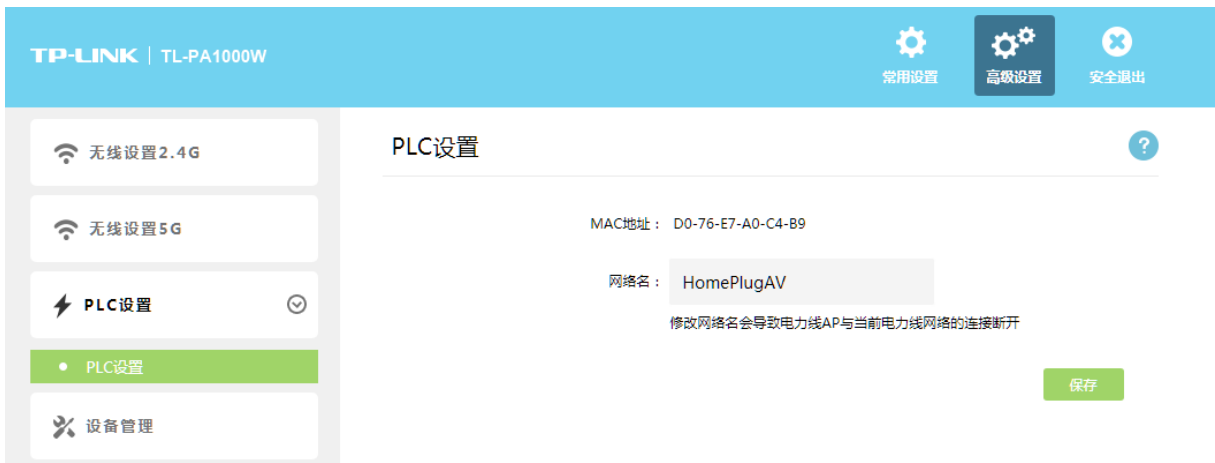 TP-LINK | TL-PA1000W
常用设置
高级设置
安全退出
无线设置2.4G
无线设置5G
PLC设置
PLC设置
设备管理
PLC设置
?
MAC地址： D0-76-E7-A0-C4-B9
网络名： HomePlugAV
修改网络名会导致电力线AP与当前电力线网络的连接断开
保存